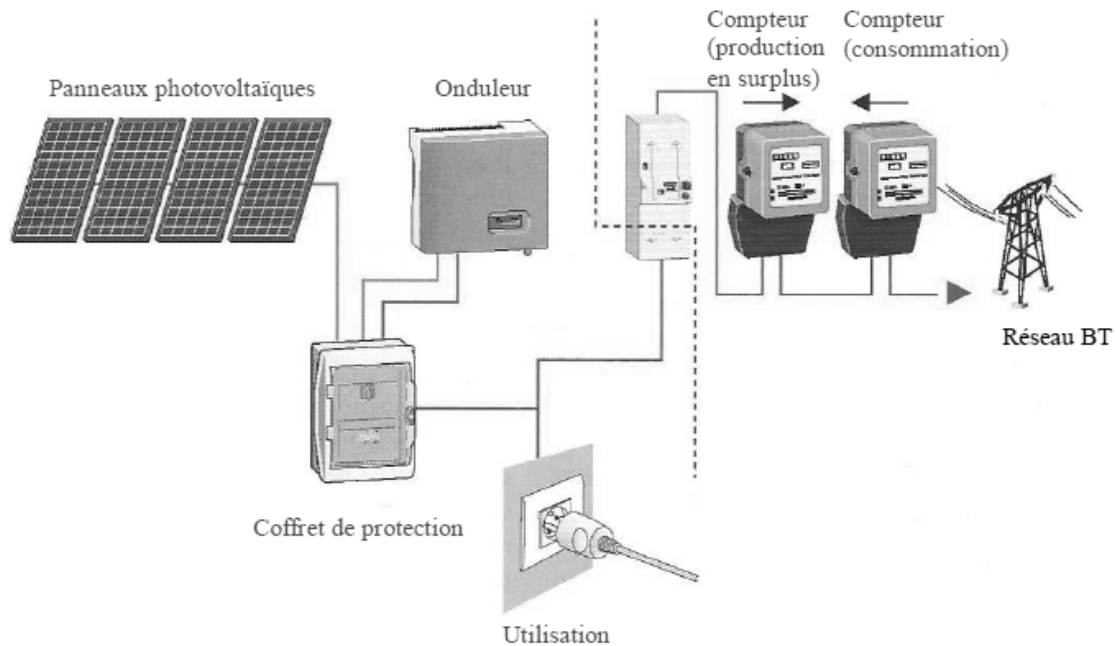 Compteur
(production
en surplus)
Compteur
(consommation)
Panneaux photovoltaïques
Onduleur
Réseau BT
Coffret de protection
Utilisation